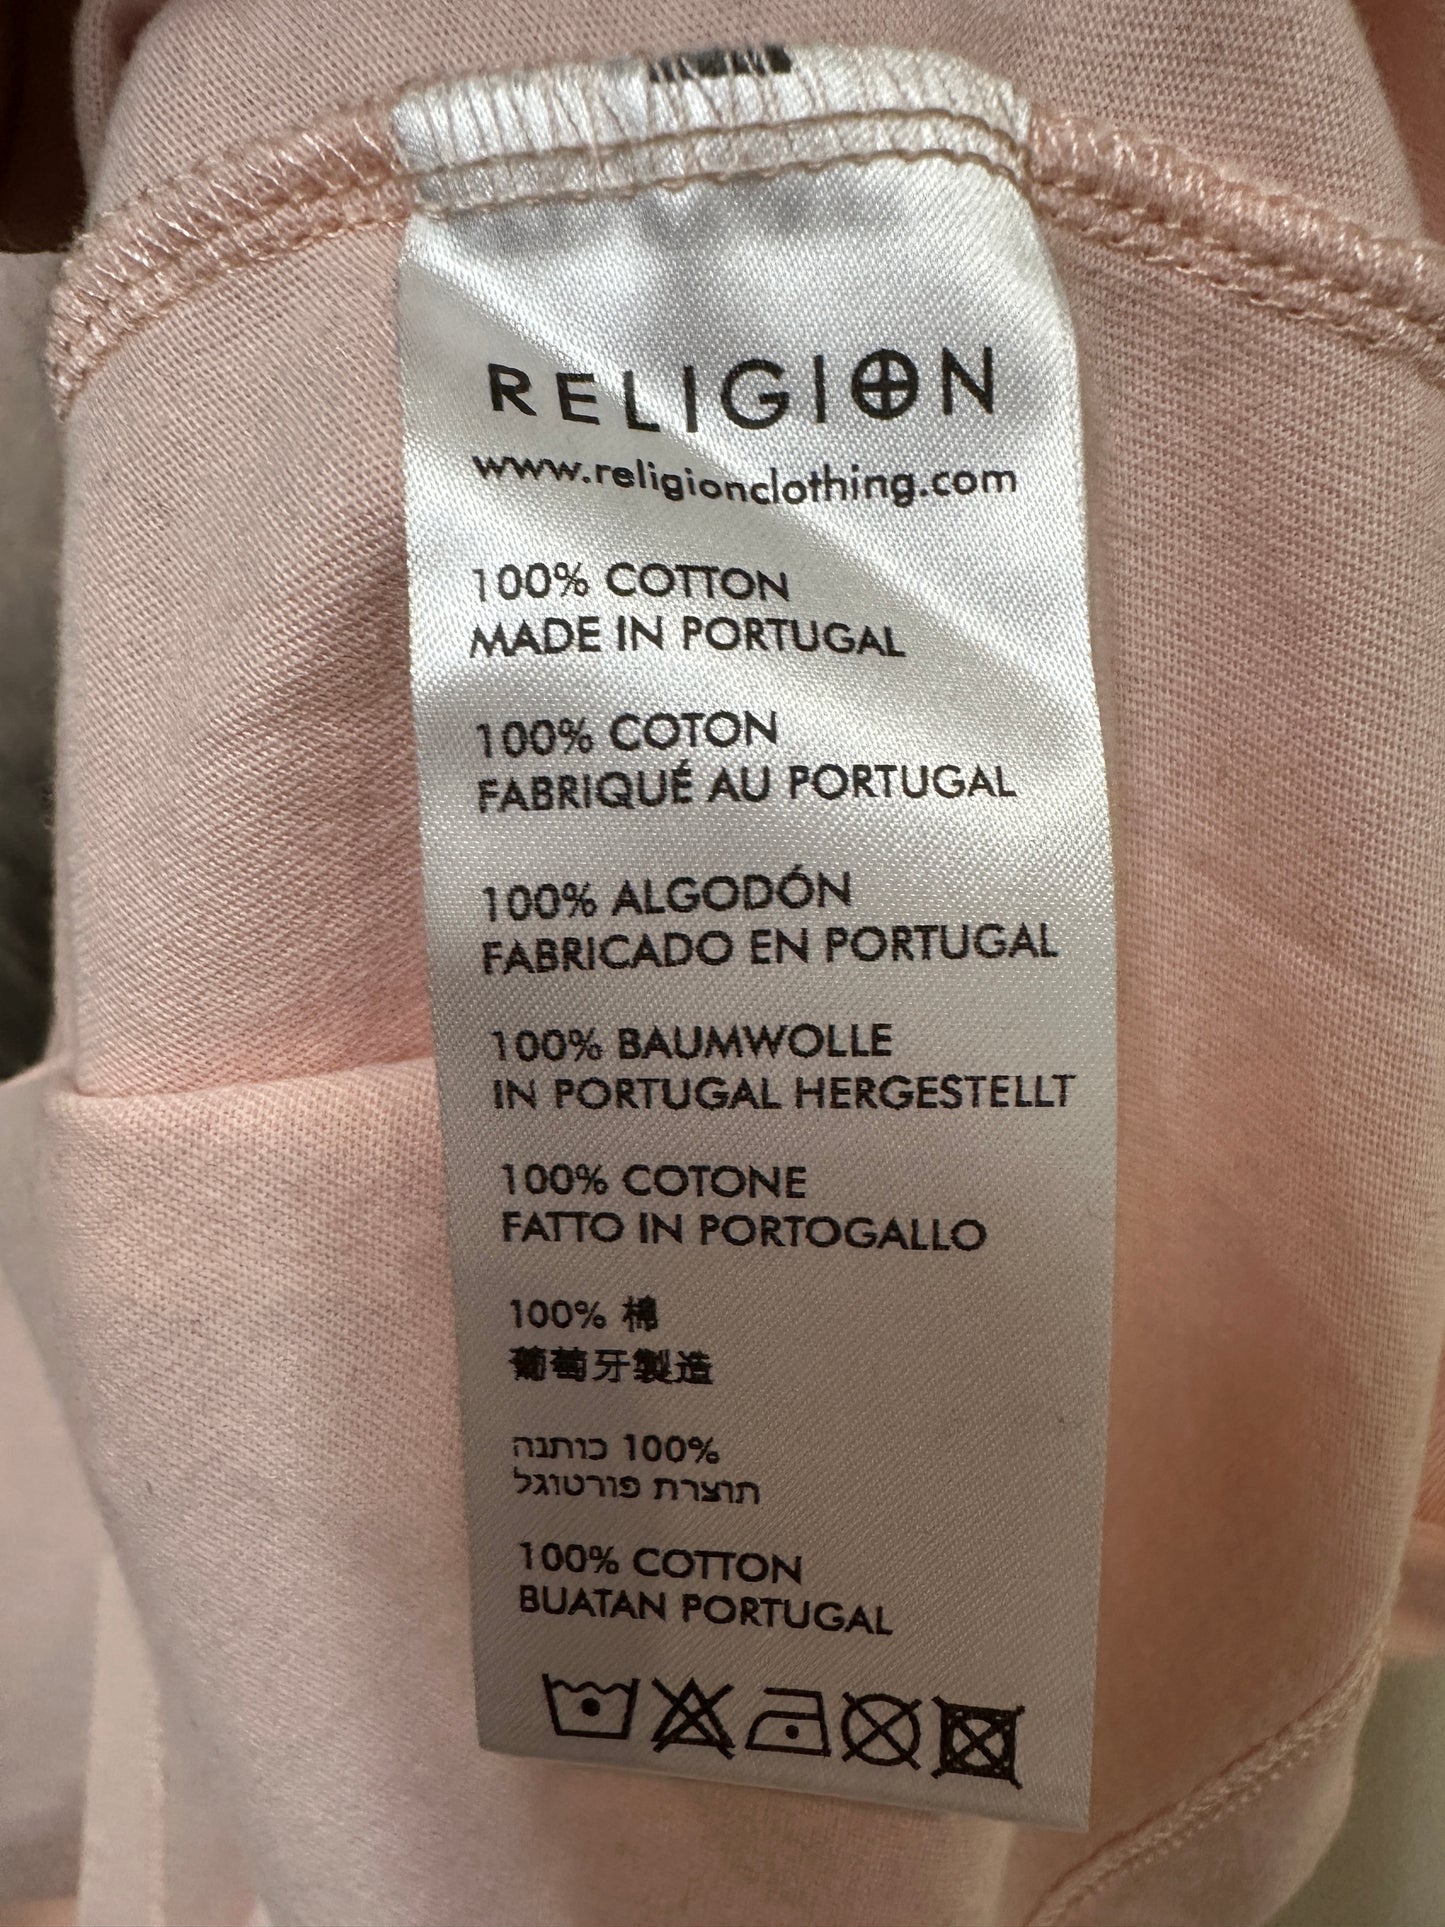 RELIGION
www.religionclothing.com
100% COTTON
MADE IN PORTUGAL
100% COTON
FABRIQUÉ AU PORTUGAL
100% ALGODÓN
FABRICADO EN PORTUGAL
100% BAUMWOLLE
IN PORTUGAL HERGESTELLT
100% COTONE
FATTO IN PORTOGALLO
100% 棉
葡萄牙製造
100% כותנה
תוצרת פורטוגל
100% COTTON
BUATAN PORTUGAL